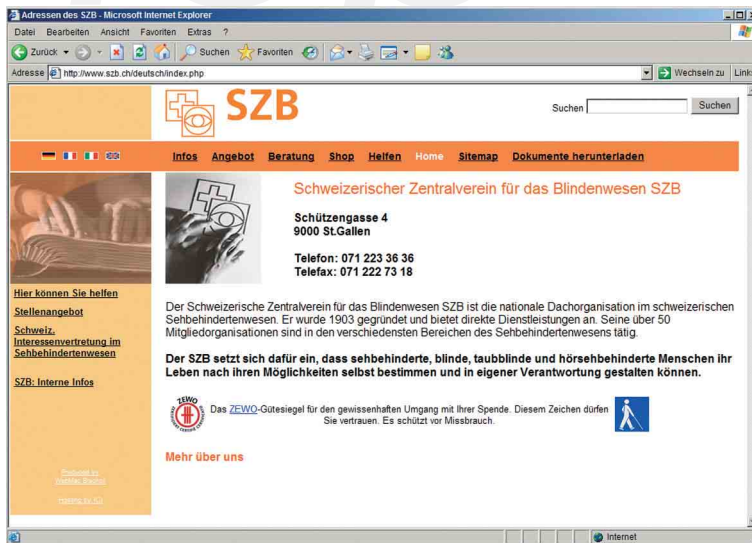 Adressen des SZB - Microsoft Internet Explorer
Datei Bearbeiten Ansicht Favoriten Extras ?
Zurück Suchen Favoriten
Adresse http://www.szb.ch/deutsch/index.php Wechseln zu Links
SZB
Suchen Suchen
Infos Angebot Beratung Shop Helfen Home Sitemap Dokumente herunterladen
Schweizerischer Zentralverein für das Blindenwesen SZB
Schützengasse 4
9000 St.Gallen
Telefon: 071 223 36 36
Telefax: 071 222 73 18
Hier können Sie helfen
Stellenangebot
Schweiz.
Interessenvertretung im
Sehbehindertenwesen
SZB: Interne Infos
Der Schweizerische Zentralverein für das Blindenwesen SZB ist die nationale Dachorganisation im schweizerischen
Sehbehindertenwesen. Er wurde 1903 gegründet und bietet direkte Dienstleistungen an. Seine über 50
Mitgliedorganisationen sind in den verschiedensten Bereichen des Sehbehindertenwesens tätig.
Der SZB setzt sich dafür ein, dass sehbehinderte, blinde, taubblinde und hörsehbehinderte Menschen ihr
Leben nach ihren Möglichkeiten selbst bestimmen und in eigener Verantwortung gestalten können.
ZEWO
Das ZEWO-Gütesiegel für den gewissenhaften Umgang mit Ihrer Spende. Diesem Zeichen dürfen
Sie vertrauen. Es schützt vor Missbrauch.
Mehr über uns
Internet